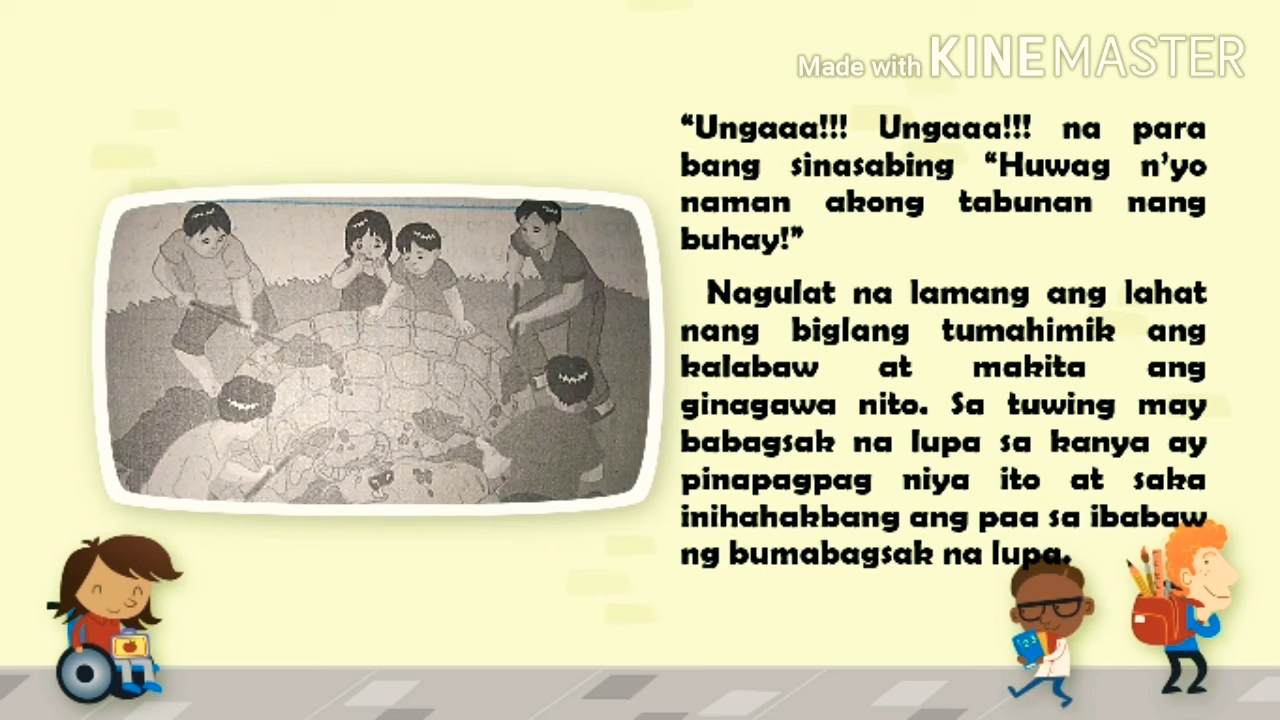 Made with KINEMASTER
“Ungaaa!!! Ungaaa!!! na para
bang sinasabing “Huwag n’yo
naman akong tabunan nang
buhay!”
Nagulat na lamang ang lahat
nang biglang tumahimik ang
kalabaw at makita ang
ginagawa nito. Sa tuwing may
babagsak na lupa sa kanya ay
pinapagpag niya ito at saka
inihahakbang ang paa sa ibabaw
ng bumabagsak na lupa.